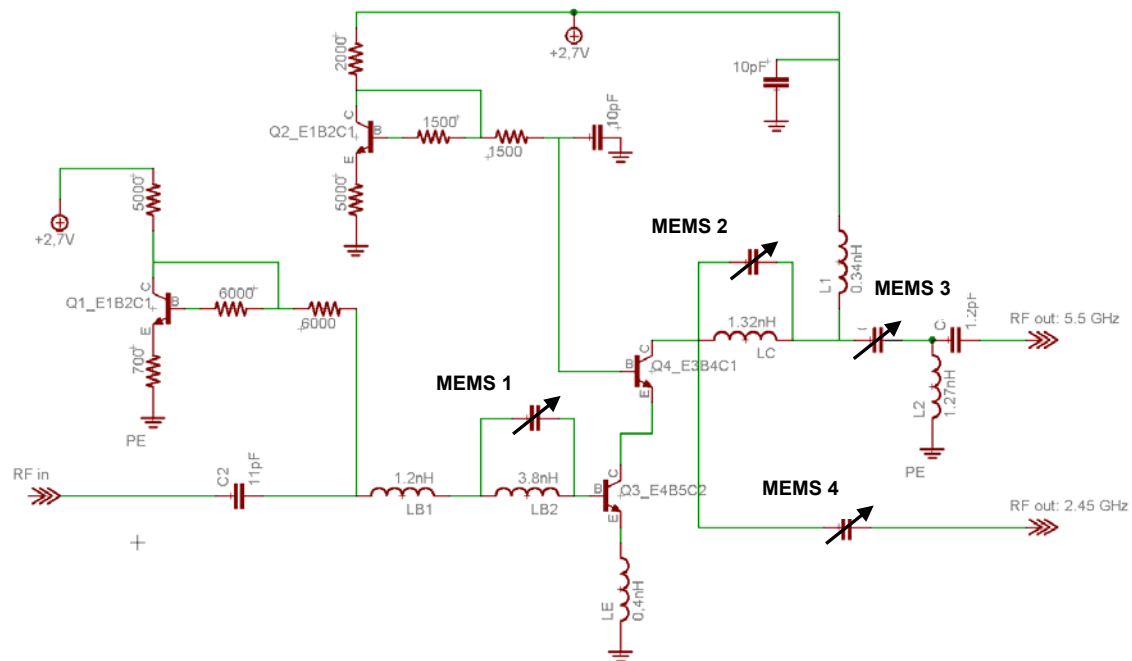 +2,7V
2000
10pF
Q2_E1B2C1
C
B
E
1500
1500
10pF
5000
5000
+2,7V
MEMS 2
L1
0.34nH
MEMS 3
Q1_E1B2C1
C
B
E
6000
6000
1.32nH
LC
C
1.2pF
RF out: 5.5 GHz
700
Q4_E3B4C1
C
B
E
MEMS 1
L2
1.27nH
PE
PE
RF in
C2
11pF
1.2nH
LB1
3.8nH
LB2
Q3_E4B5C2
C
B
E
MEMS 4
RF out: 2.45 GHz
LE
0,4nH